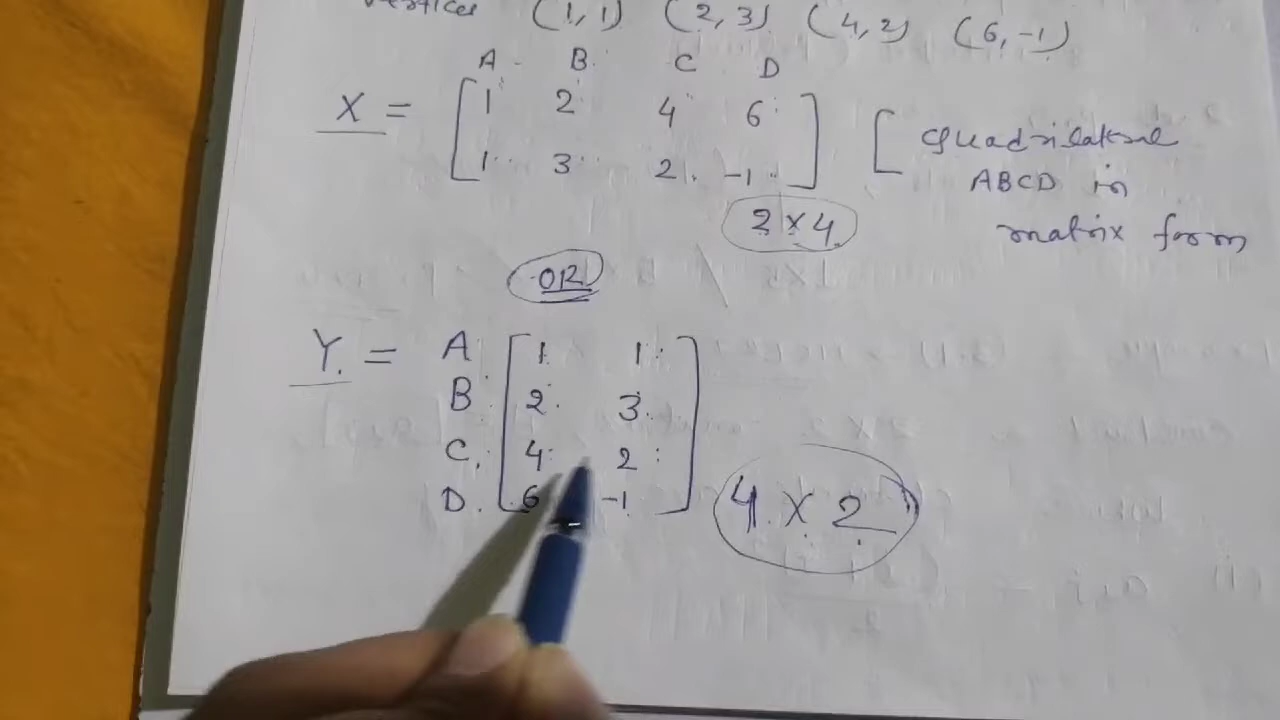 Vertices (1,1) (2,3) (4,2) (6,-1)
A B C D
X = [ 1 2 4 6
1 3 2 -1 ]
[ Quadrilateral
ABCD in
matrix form
2 × 4
OR
Y = A [ 1 1
B 2 3
C 4 2
D 6 -1 ]
4 × 2